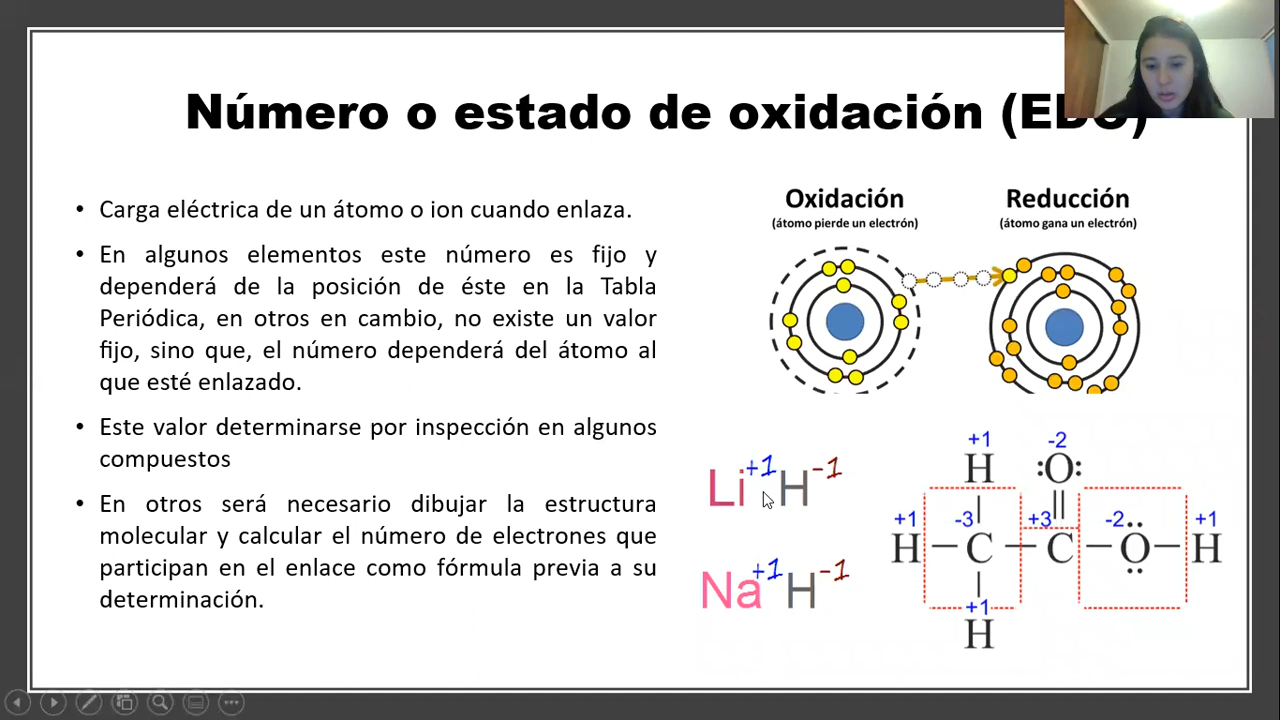 Número o estado de oxidación (EDO)
• Carga eléctrica de un átomo o ion cuando enlaza.
• En algunos elementos este número es fijo y
dependerá de la posición de éste en la Tabla
Periódica, en otros en cambio, no existe un valor
fijo, sino que, el número dependerá del átomo al
que esté enlazado.
• Este valor determinarse por inspección en algunos
compuestos
• En otros será necesario dibujar la estructura
molecular y calcular el número de electrones que
participan en el enlace como fórmula previa a su
determinación.
Oxidación
(átomo pierde un electrón)
Reducción
(átomo gana un electrón)
Li+1H-1
Na+1H-1
+1 -2
H :O:
+1 -3 +3 -2 +1
H — C — C — O — H
+1
H